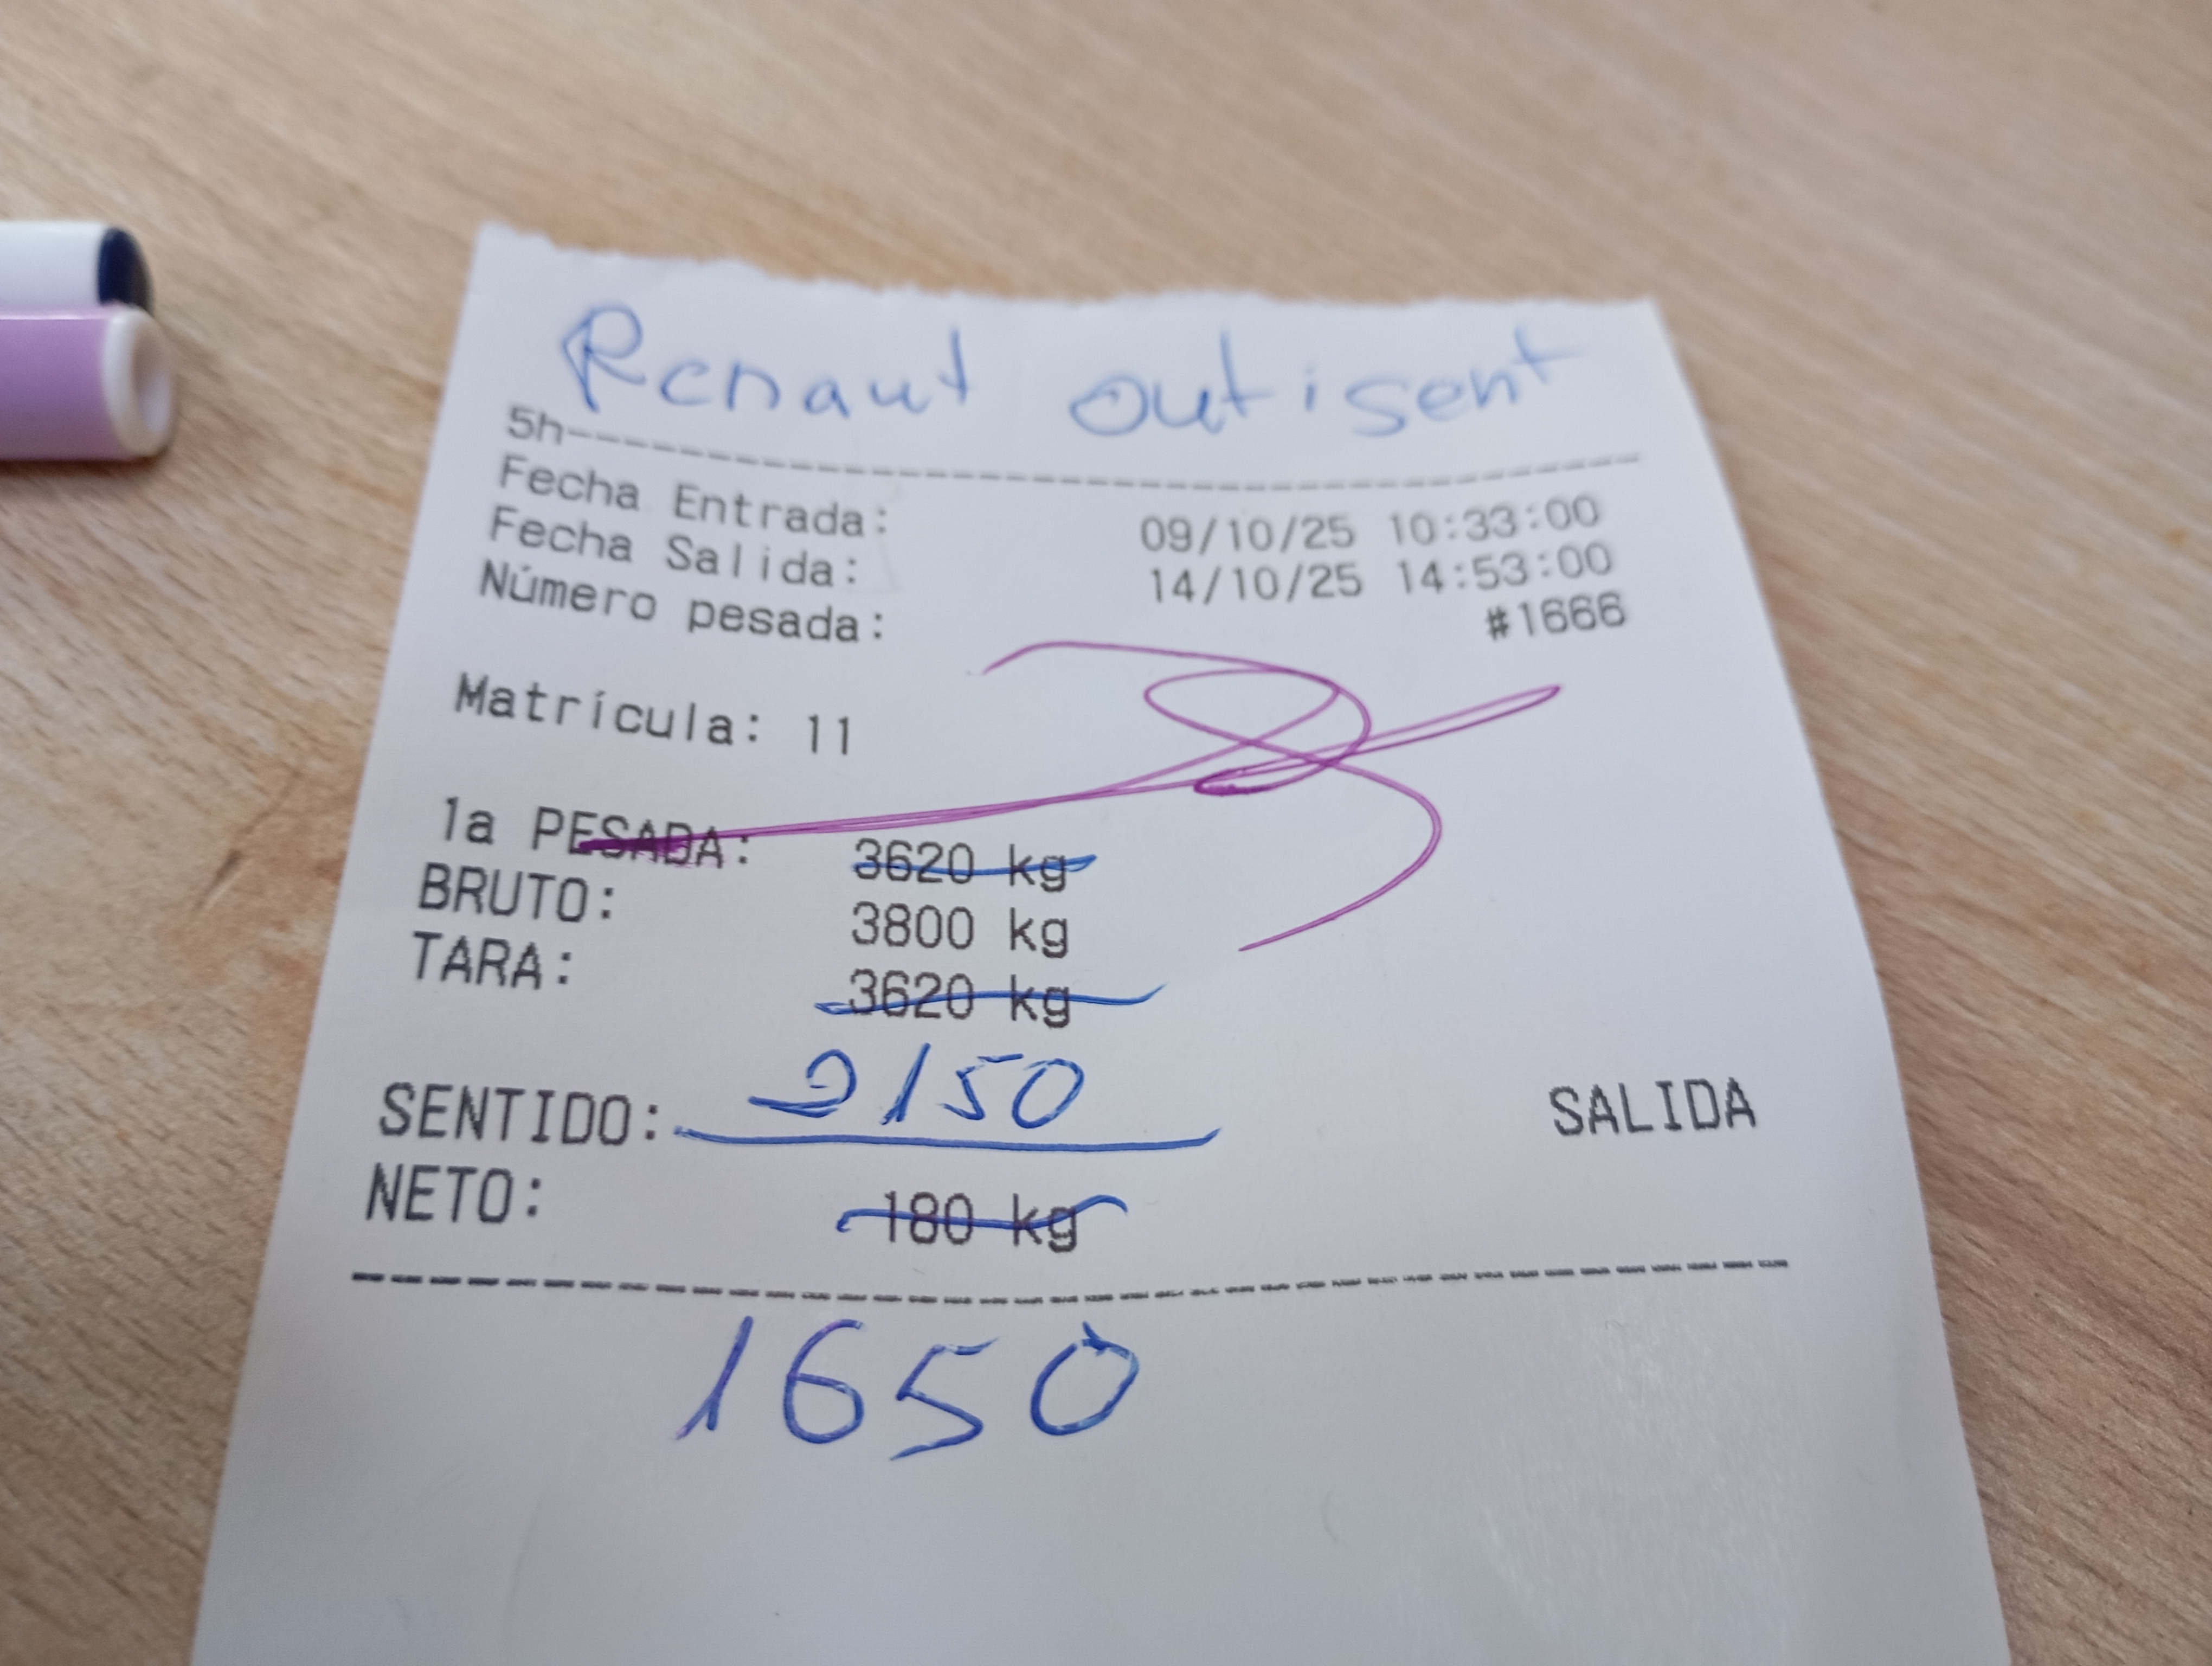 Renaut outisent
5h--------------------------------
Fecha Entrada: 09/10/25 10:33:00
Fecha Salida: 14/10/25 14:53:00
Número pesada: #1666
Matrícula: 11
1a PESADA: 3620 kg
BRUTO: 3800 kg
TARA: 3620 kg
2150
SENTIDO: SALIDA
NETO: 180 kg
1650